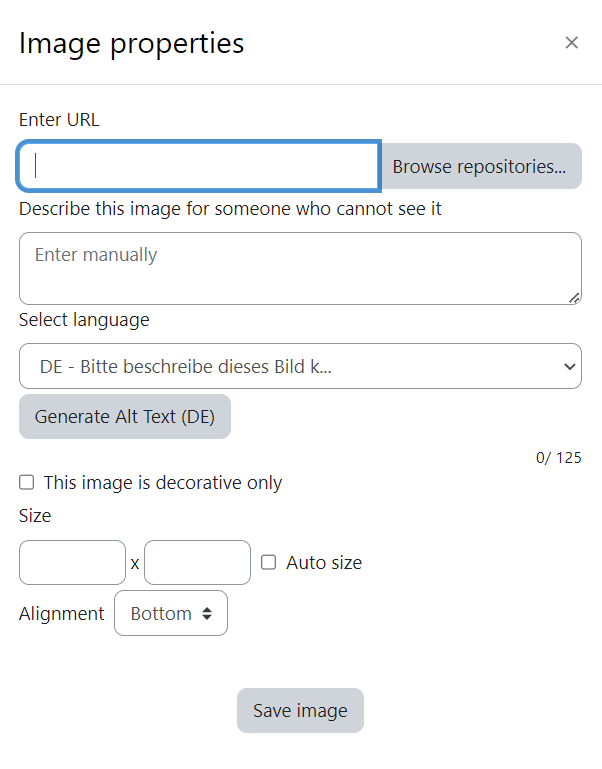 Image properties
Enter URL
Browse repositories...
Describe this image for someone who cannot see it
Enter manually
Select language
DE - Bitte beschreibe dieses Bild k...
Generate Alt Text (DE)
0/ 125
This image is decorative only
Size
x Auto size
Alignment Bottom
Save image